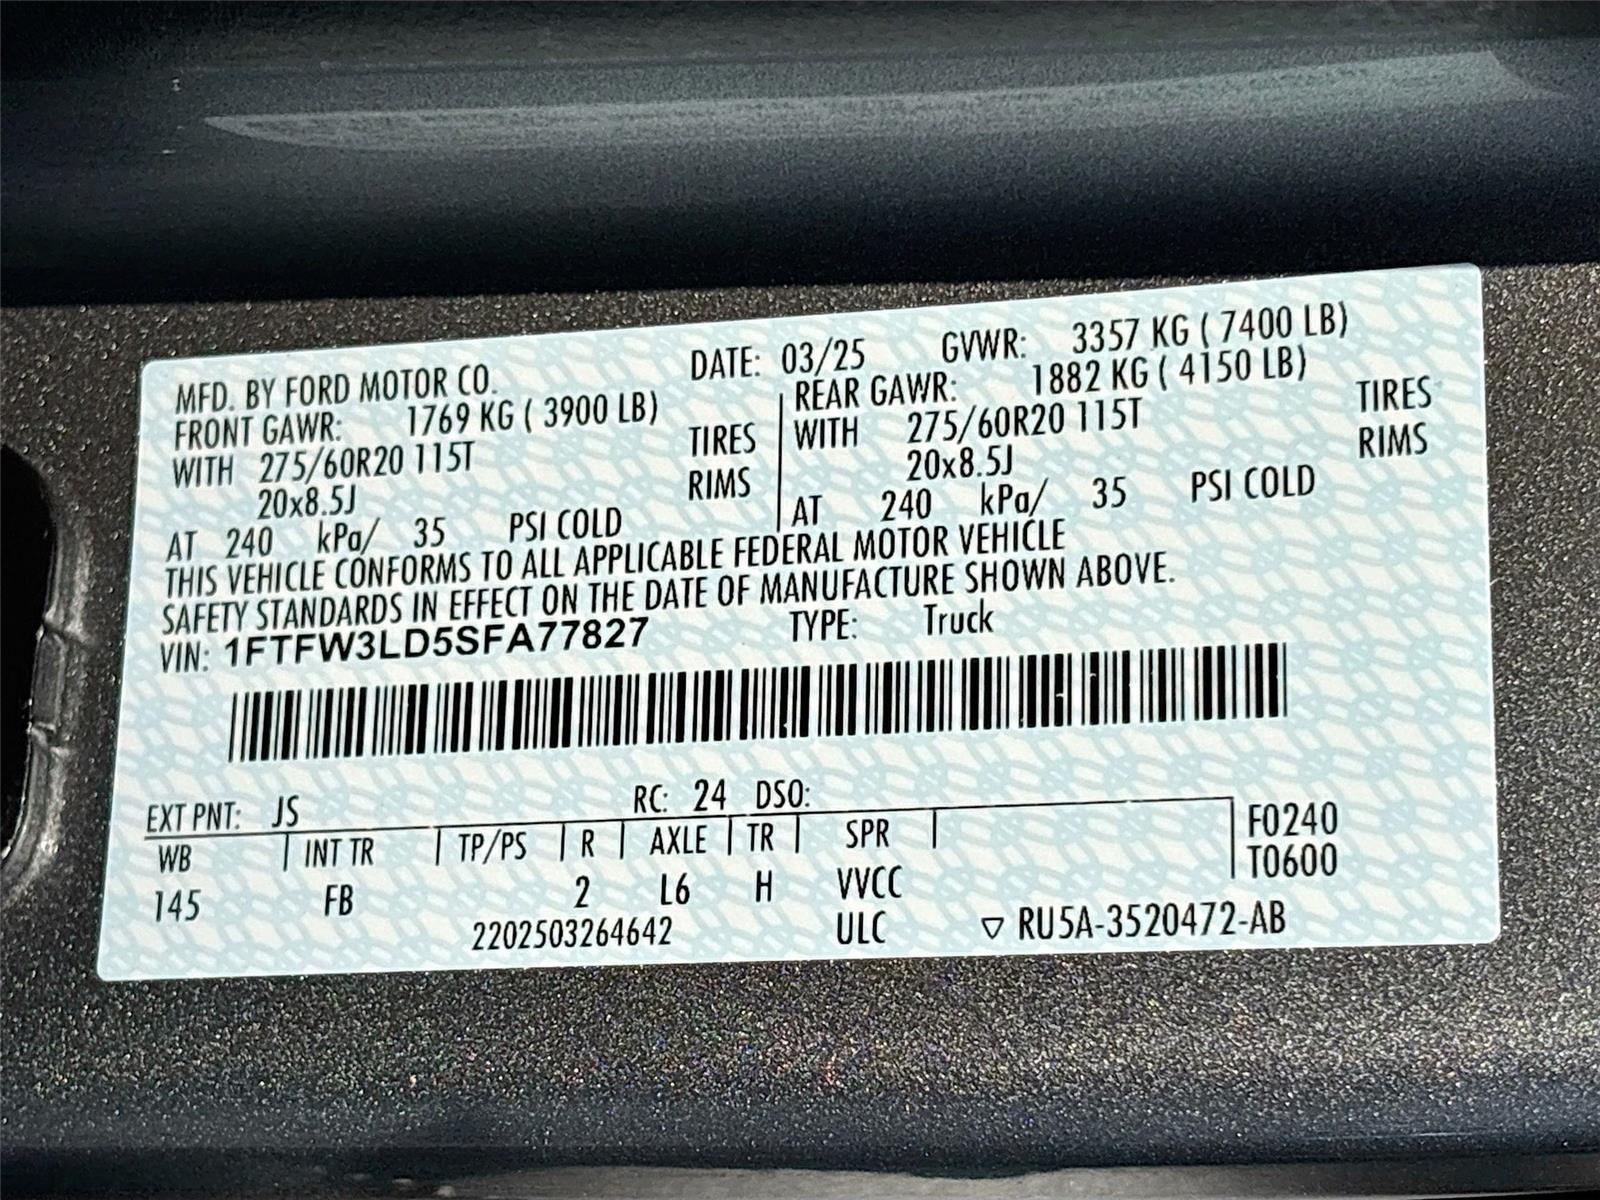 MFD. BY FORD MOTOR CO. DATE: 03/25 GVWR: 3357 KG ( 7400 LB)
FRONT GAWR: 1769 KG ( 3900 LB) REAR GAWR: 1882 KG ( 4150 LB)
WITH 275/60R20 115T TIRES WITH 275/60R20 115T TIRES
20x8.5J RIMS 20x8.5J RIMS
AT 240 kPa/ 35 PSI COLD AT 240 kPa/ 35 PSI COLD
THIS VEHICLE CONFORMS TO ALL APPLICABLE FEDERAL MOTOR VEHICLE
SAFETY STANDARDS IN EFFECT ON THE DATE OF MANUFACTURE SHOWN ABOVE.
VIN: 1FTFW3LD5SFA77827 TYPE: Truck
EXT PNT: JS RC: 24 DSO:
WB INT TR TP/PS R AXLE TR SPR F0240
T0600
145 FB 2 L6 H VVCC
2202503264642 ULC ▽ RU5A-3520472-AB